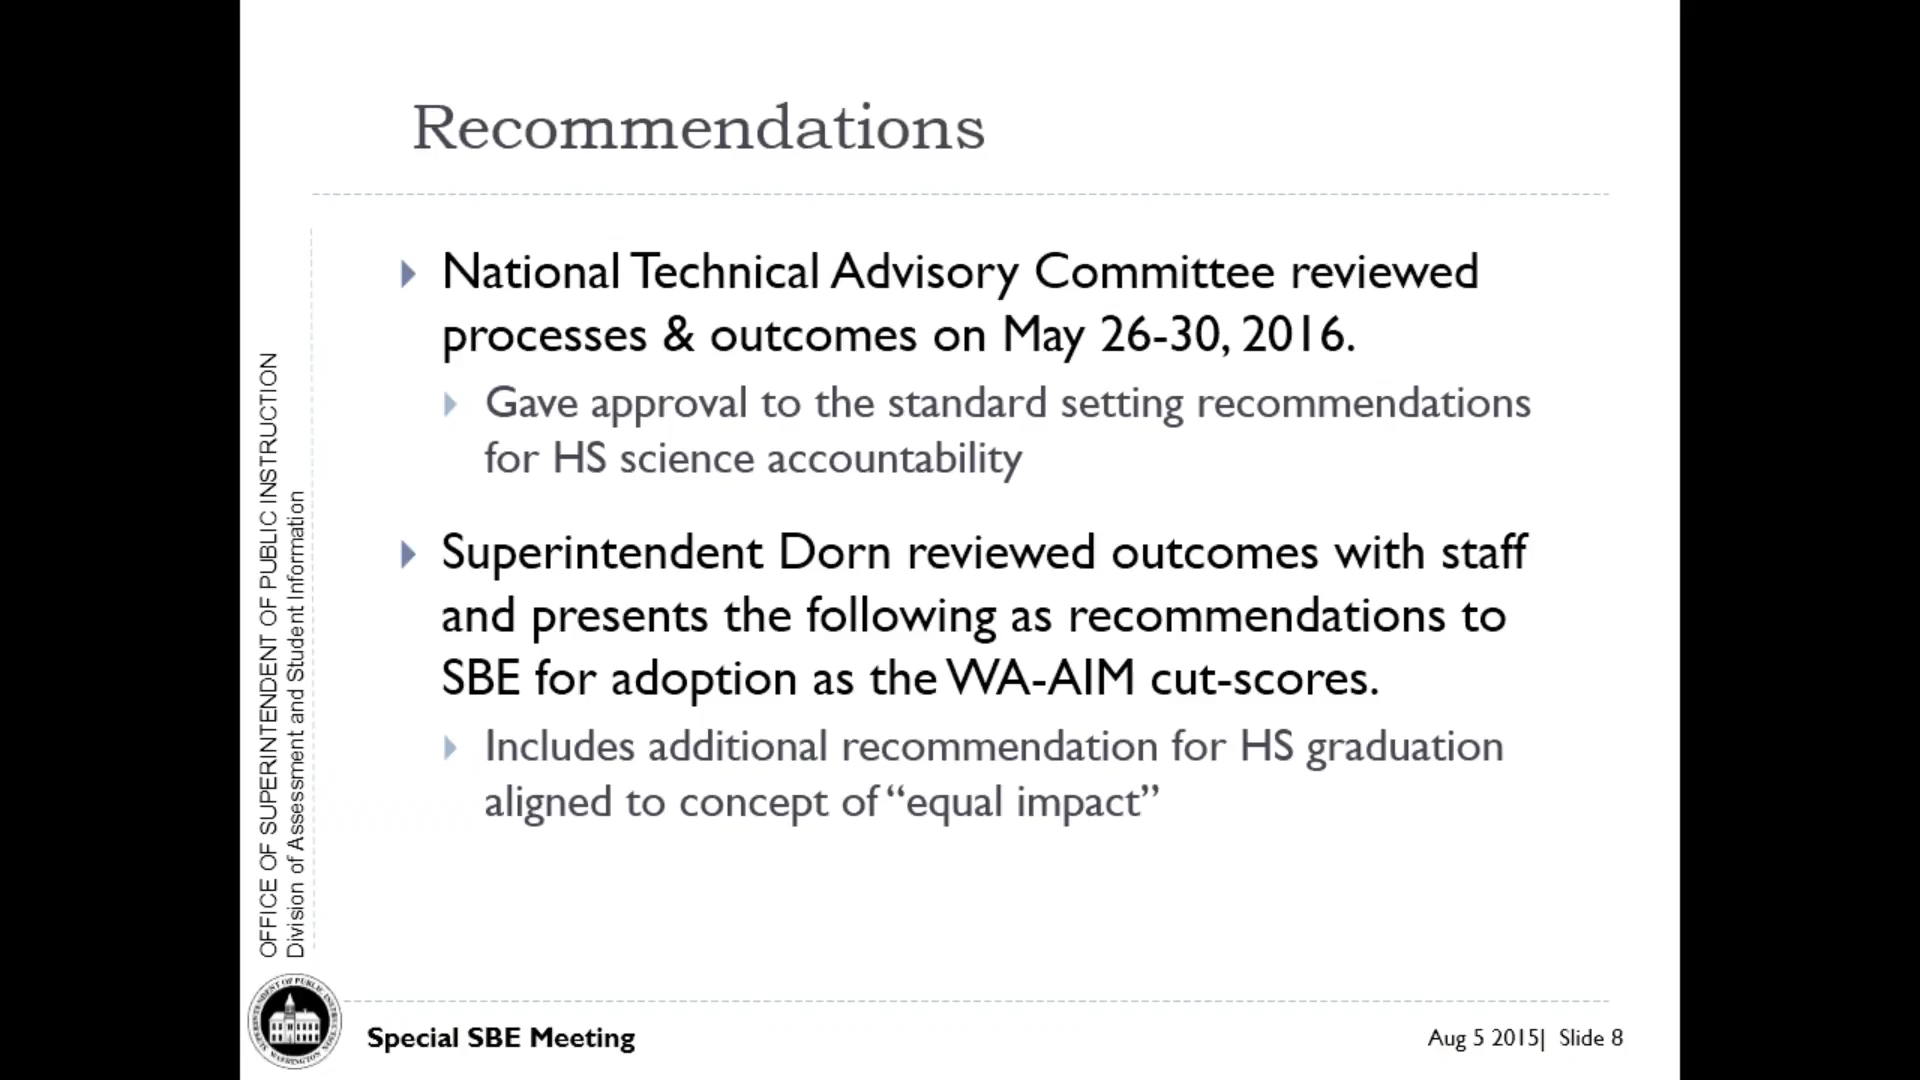 Recommendations
National Technical Advisory Committee reviewed
processes & outcomes on May 26-30, 2016.
Gave approval to the standard setting recommendations
for HS science accountability
Superintendent Dorn reviewed outcomes with staff
and presents the following as recommendations to
SBE for adoption as the WA-AIM cut-scores.
Includes additional recommendation for HS graduation
aligned to concept of “equal impact”
OFFICE OF SUPERINTENDENT OF PUBLIC INSTRUCTION
Division of Assessment and Student Information
Special SBE Meeting
Aug 5 2015| Slide 8